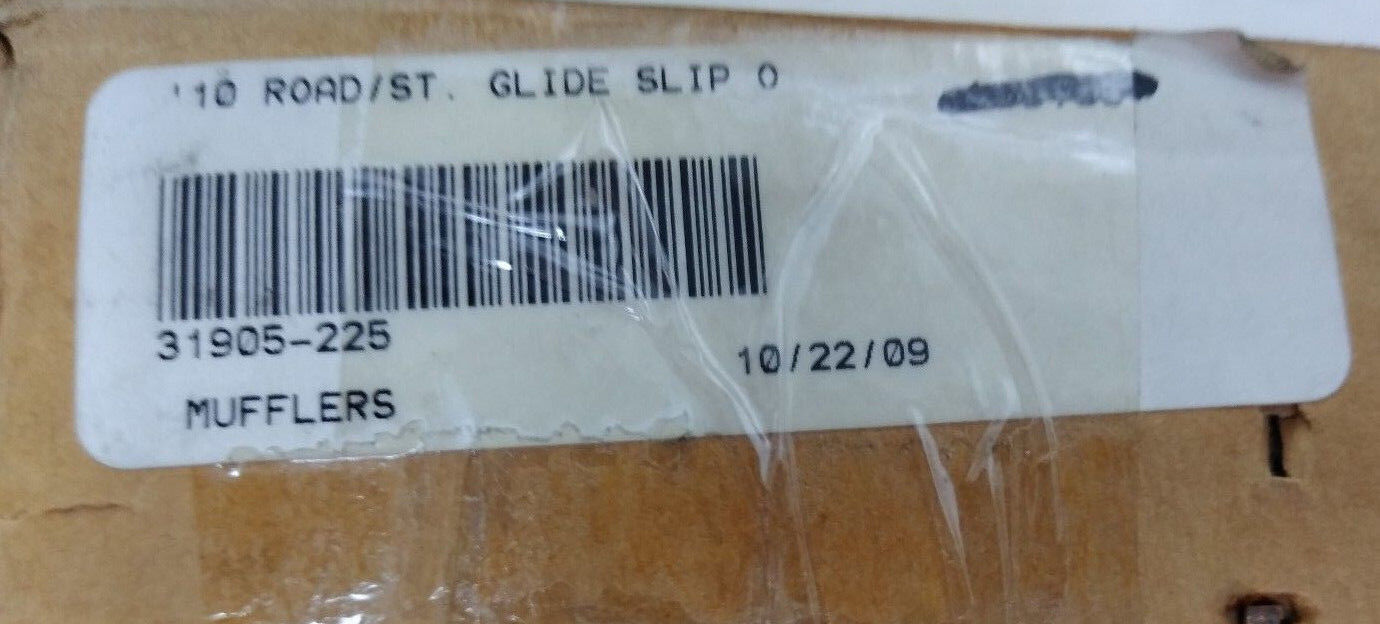 '10 ROAD/ST. GLIDE SLIP O
31905-225
10/22/09
MUFFLERS